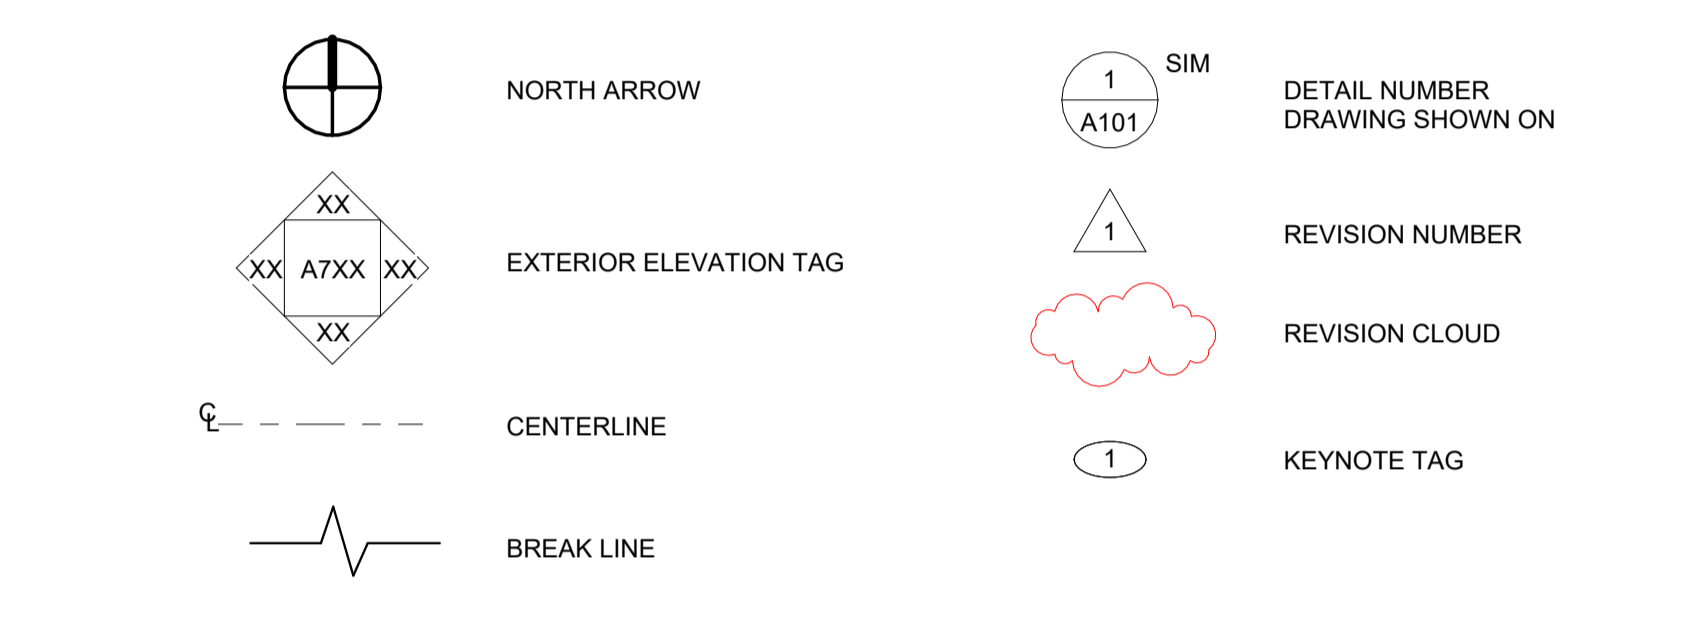 NORTH ARROW
XX
XX A7XX XX
XX
EXTERIOR ELEVATION TAG
℄
CENTERLINE
BREAK LINE
1
SIM
A101
DETAIL NUMBER
DRAWING SHOWN ON
1
REVISION NUMBER
REVISION CLOUD
1
KEYNOTE TAG